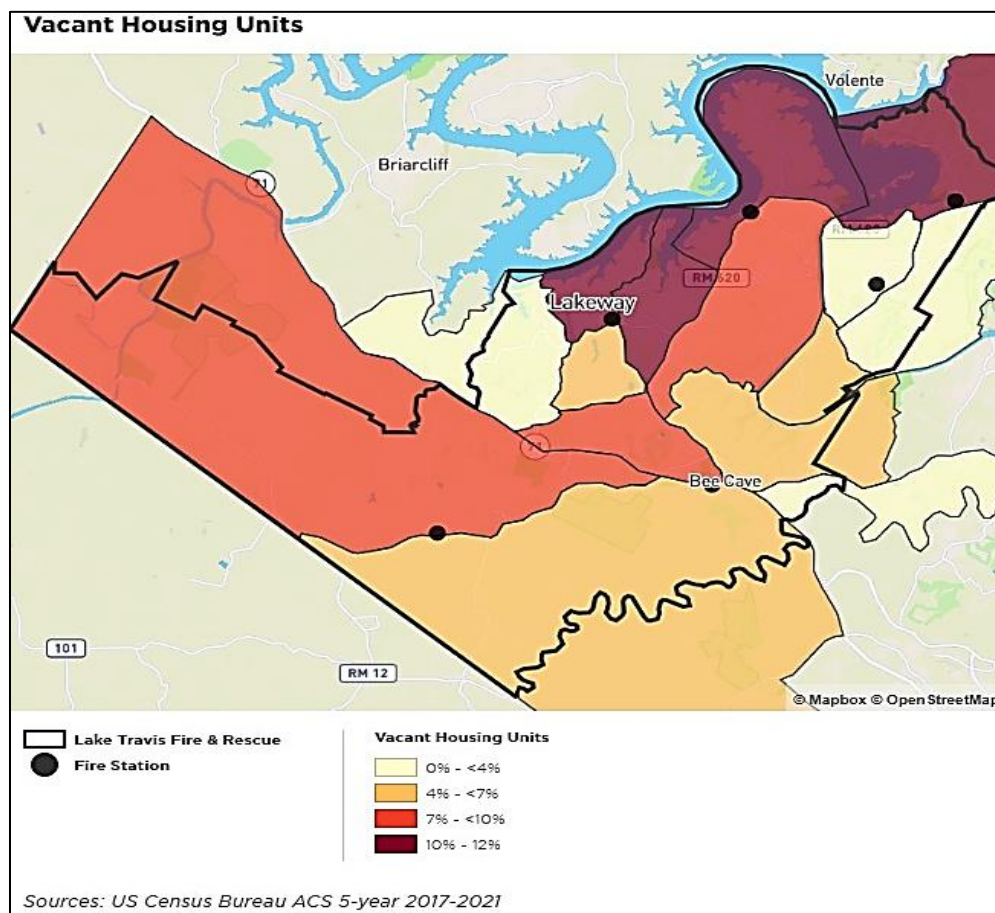 Vacant Housing Units
Volente
Briarcliff
71
RM 620
RM 620
Lakeway
71
Bee Cave
101
RM 12
© Mapbox © OpenStreetMap
Lake Travis Fire & Rescue
Fire Station
Vacant Housing Units
0% - <4%
4% - <7%
7% - <10%
10% - 12%
Sources: US Census Bureau ACS 5-year 2017-2021